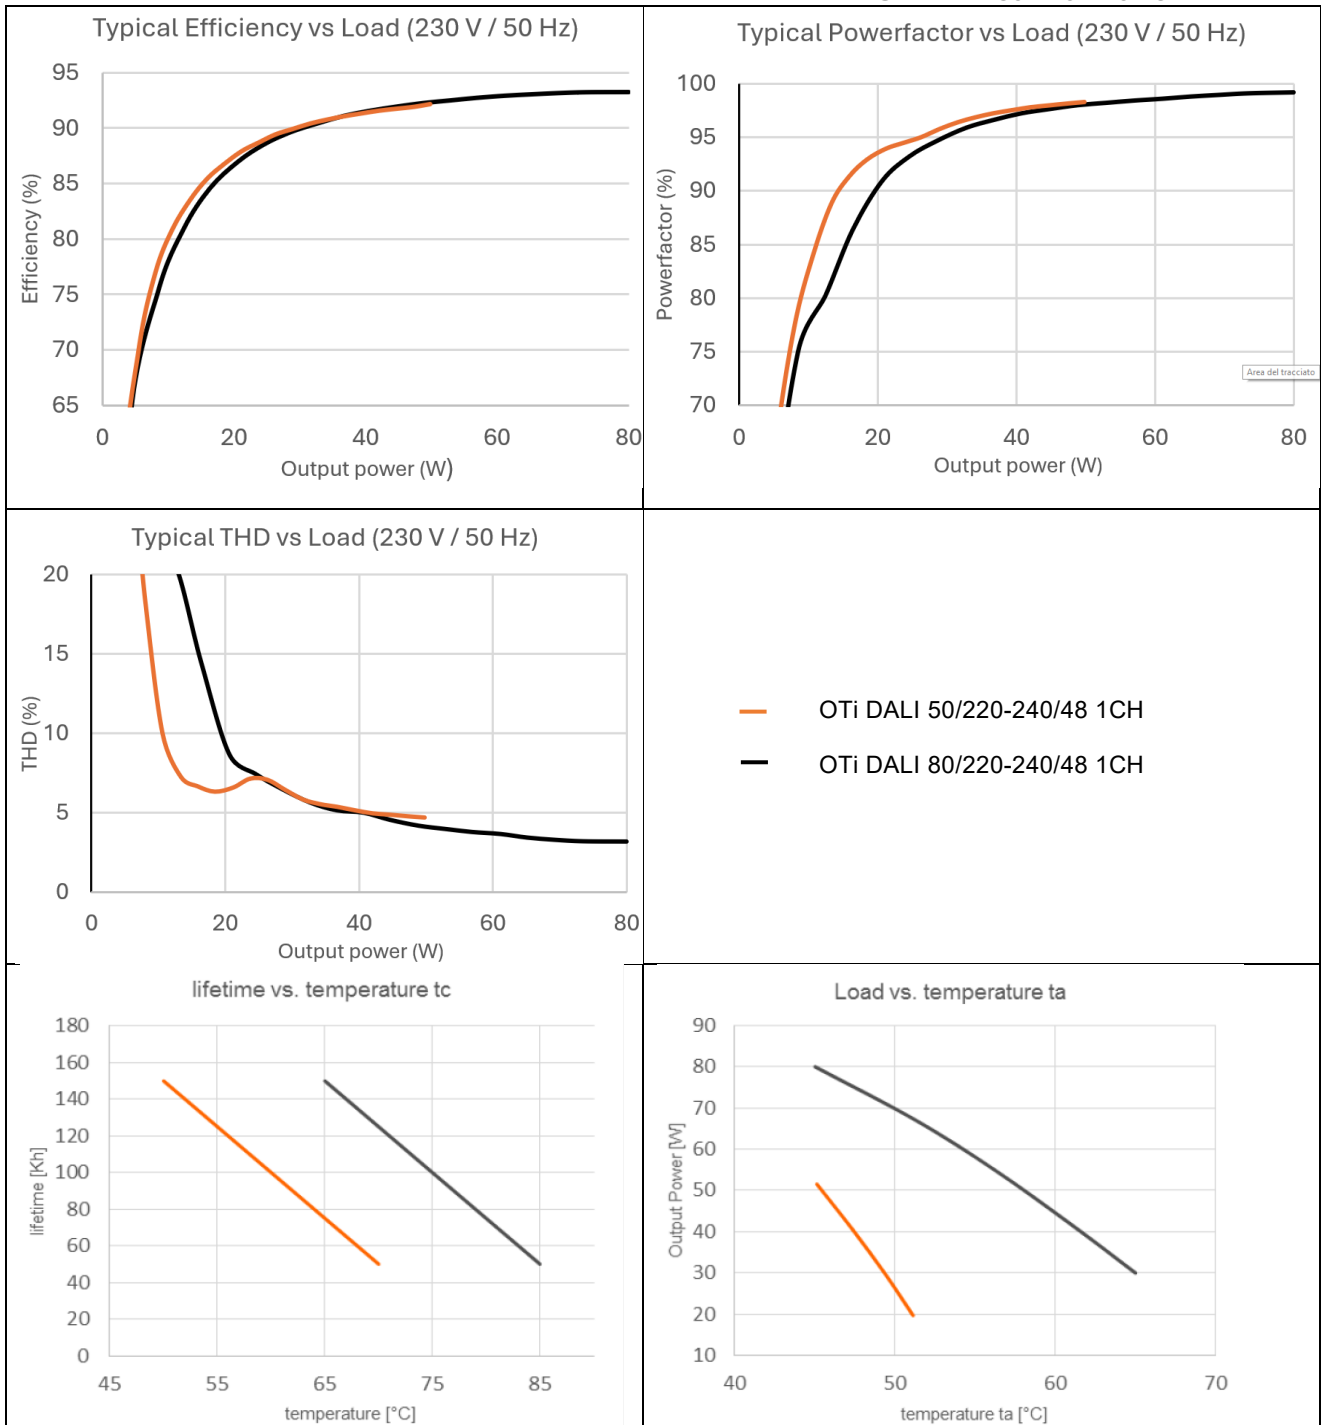 Typical Efficiency vs Load (230 V / 50 Hz)
95
90
85
80
75
70
65
Efficiency (%)
0 20 40 60 80
Output power (W)
Typical Powerfactor vs Load (230 V / 50 Hz)
100
95
90
85
80
75
70
Powerfactor (%)
Area del tracciato
0 20 40 60 80
Output power (W)
Typical THD vs Load (230 V / 50 Hz)
20
15
10
5
0
THD (%)
0 20 40 60 80
Output power (W)
OTi DALI 50/220-240/48 1CH
OTi DALI 80/220-240/48 1CH
lifetime vs. temperature tc
180
160
140
120
100
80
60
40
20
0
lifetime [Kh]
45 55 65 75 85
temperature [°C]
Load vs. temperature ta
90
80
70
60
50
40
30
20
10
Output Power [W]
40 50 60 70
temperature ta [°C]